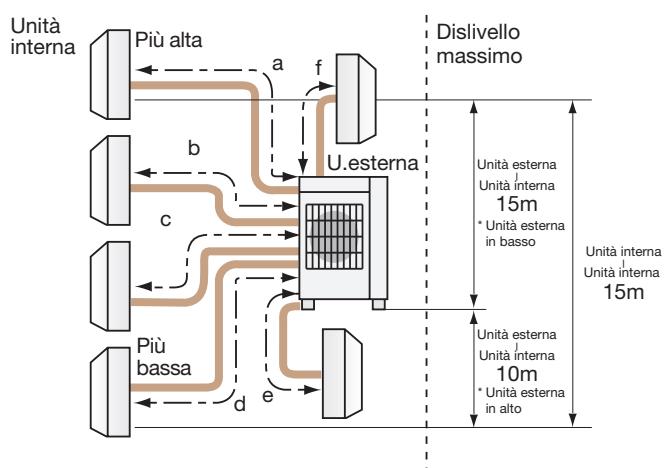 Unità
interna
Più alta
a
f
Dislivello
massimo
b
U.esterna
c
Unità esterna
Unità interna
15m
* Unità esterna
in basso
Unità interna
Unità interna
15m
Più
bassa
d
e
Unità esterna
Unità interna
10m
* Unità esterna
in alto